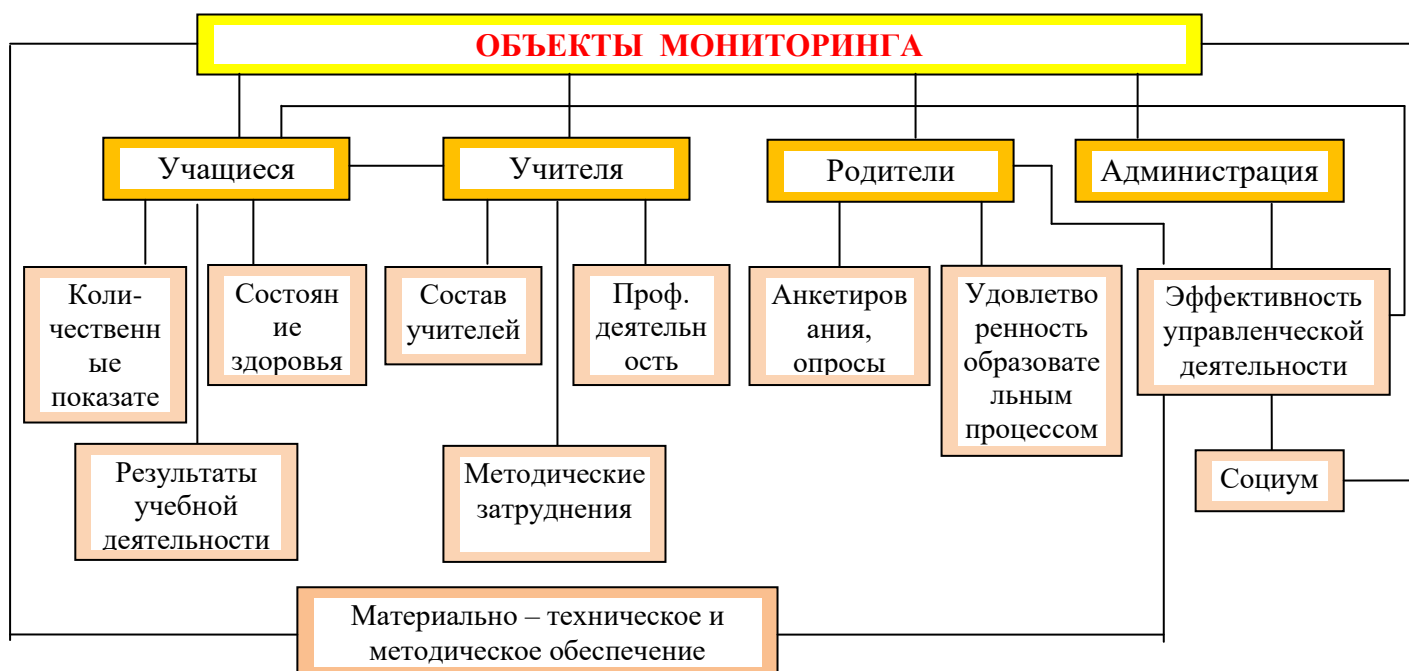 ОБЪЕКТЫ МОНИТОРИНГА
Учащиеся
Учителя
Родители
Администрация
Коли-
чественн
ые
показате
Состоян
ие
здоровья
Состав
учителей
Проф.
деятельн
ость
Анкетиров
ания,
опросы
Удовлетво
ренность
образовате
льным
процессом
Эффективность
управленческой
деятельности
Результаты
учебной
деятельности
Методические
затруднения
Социум
Материально – техническое и
методическое обеспечение